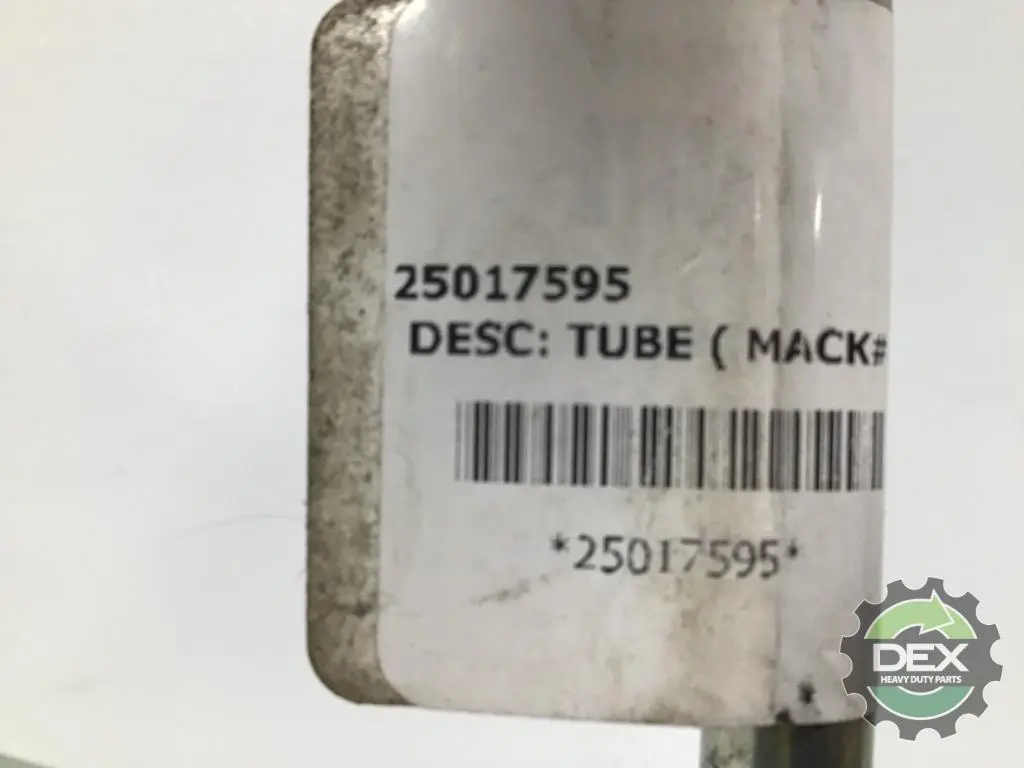 25017595
DESC: TUBE ( MACK#
*25017595*
DEX
HEAVY DUTY PARTS